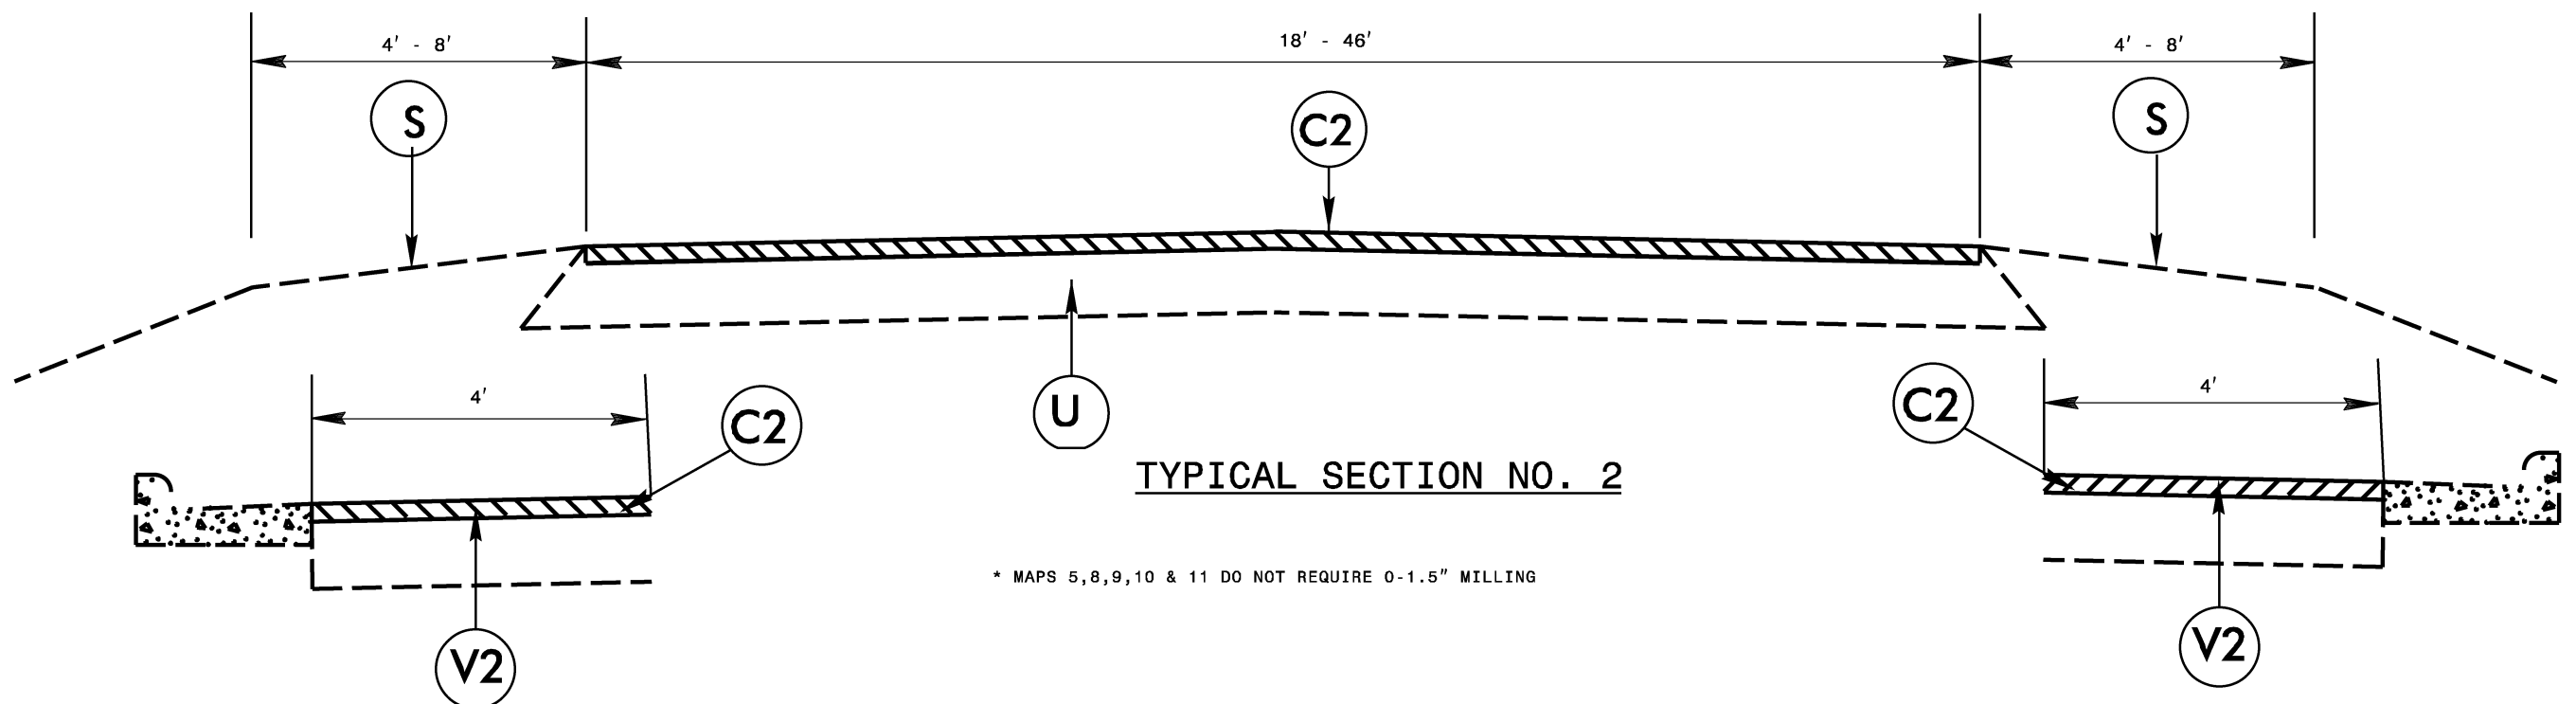 4' - 8'
18' - 46'
4' - 8'
S
C2
S
4'
C2
U
C2
4'
TYPICAL SECTION NO. 2
* MAPS 5,8,9,10 & 11 DO NOT REQUIRE 0-1.5" MILLING
V2
V2